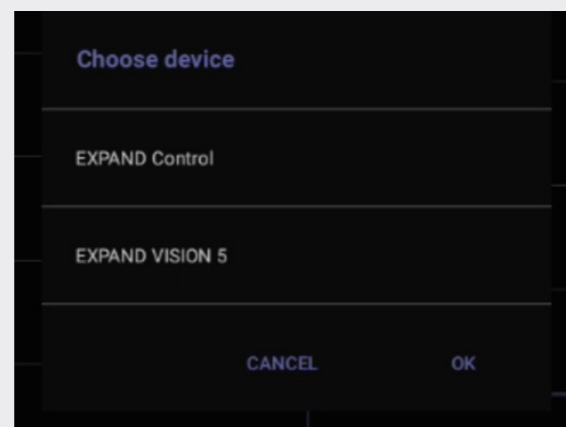 Choose device
EXPAND Control
EXPAND VISION 5
CANCEL OK